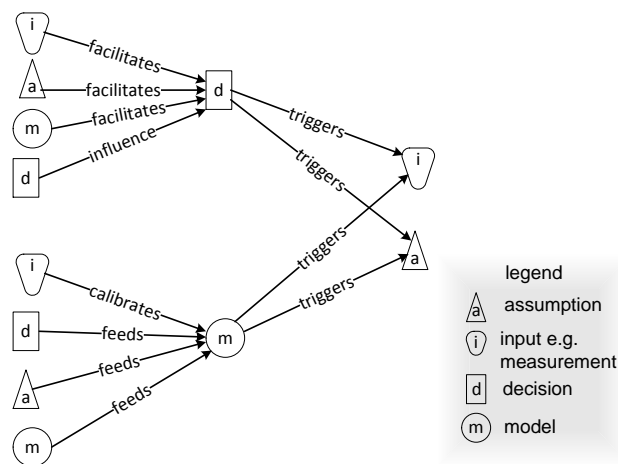 i
facilitates
a
facilitates
m
facilitates
d
influence
d
triggers
triggers
i
a
triggers
triggers
i
calibrates
d
feeds
a
feeds
m
feeds
m
legend
a assumption
i input e.g.
measurement
d decision
m model